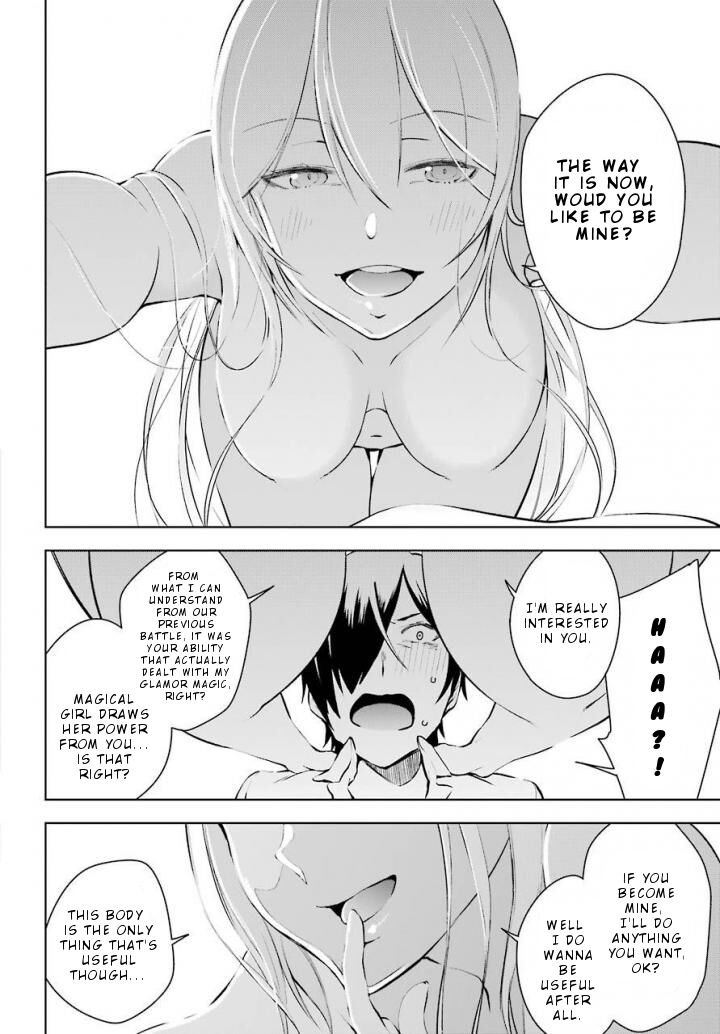 THE WAY
IT IS NOW,
WOUD YOU
LIKE TO BE
MINE?
HAAA?!
I'M REALLY
INTERESTED
IN YOU.
FROM
WHAT I CAN
UNDERSTAND
FROM OUR
PREVIOUS
BATTLE, IT WAS
YOUR ABILITY
THAT ACTUALLY
DEALT WITH MY
GLAMOR MAGIC,
RIGHT?
MAGICAL
GIRL DRAWS
HER POWER
FROM YOU...
IS THAT
RIGHT?
IF YOU
BECOME
MINE,
I'LL DO
ANYTHING
YOU WANT,
OK?
WELL
I DO
WANNA
BE
USEFUL
AFTER
ALL.
THIS BODY
IS THE ONLY
THING THAT'S
USEFUL
THOUGH...